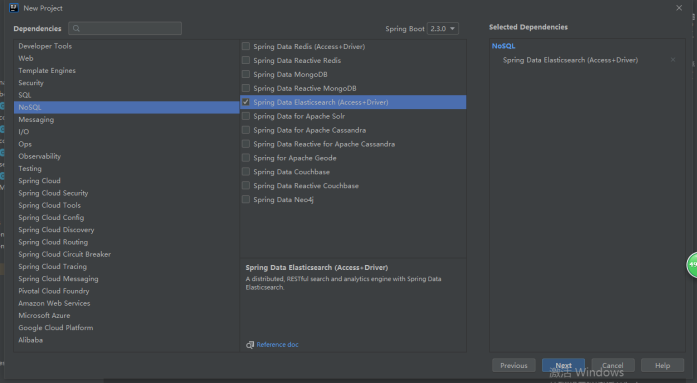 New Project
Dependencies
Spring Boot 2.3.0
Selected Dependencies
Developer Tools
Web
Template Engines
Security
SQL
NoSQL
Messaging
I/O
Ops
Observability
Testing
Spring Cloud
Spring Cloud Security
Spring Cloud Tools
Spring Cloud Config
Spring Cloud Discovery
Spring Cloud Routing
Spring Cloud Circuit Breaker
Spring Cloud Tracing
Spring Cloud Messaging
Pivotal Cloud Foundry
Amazon Web Services
Microsoft Azure
Google Cloud Platform
Alibaba
Spring Data Redis (Access+Driver)
Spring Data Reactive Redis
Spring Data MongoDB
Spring Data Reactive MongoDB
Spring Data Elasticsearch (Access+Driver)
Spring Data for Apache Solr
Spring Data for Apache Cassandra
Spring Data Reactive for Apache Cassandra
Spring for Apache Geode
Spring Data Couchbase
Spring Data Reactive Couchbase
Spring Data Neo4j
Spring Data Elasticsearch (Access+Driver)
A distributed, RESTful search and analytics engine with Spring Data
Elasticsearch.
Reference doc
NoSQL
Spring Data Elasticsearch (Access+Driver)
Previous
Next
Cancel
Help
激活 Windows